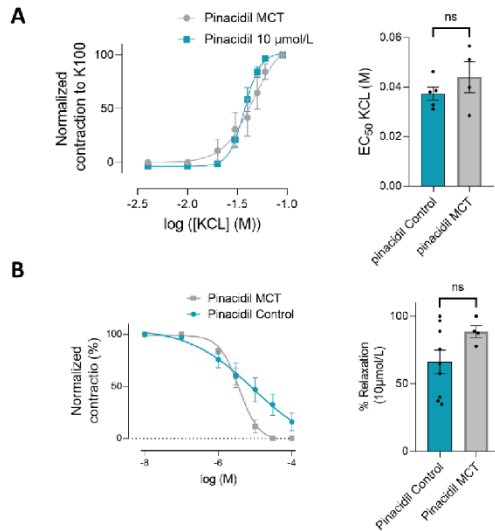 A
Pinacidil MCT
Pinacidil 10 µmol/L
Normalized
contraction to K100
100
50
0
-2.5
-2.0
-1.5
-1.0
log ([KCL] (M))
ns
EC50 KCL (M)
0.06
0.04
0.02
0.00
pinacidil Control
pinacidil MCT
B
Pinacidil MCT
Pinacidil Control
Normalized
contractio (%)
100
50
0
-8
-6
-4
log (M)
ns
% Relaxation
(10µmol/L)
100
50
0
Pinacidil Control
Pinacidil MCT